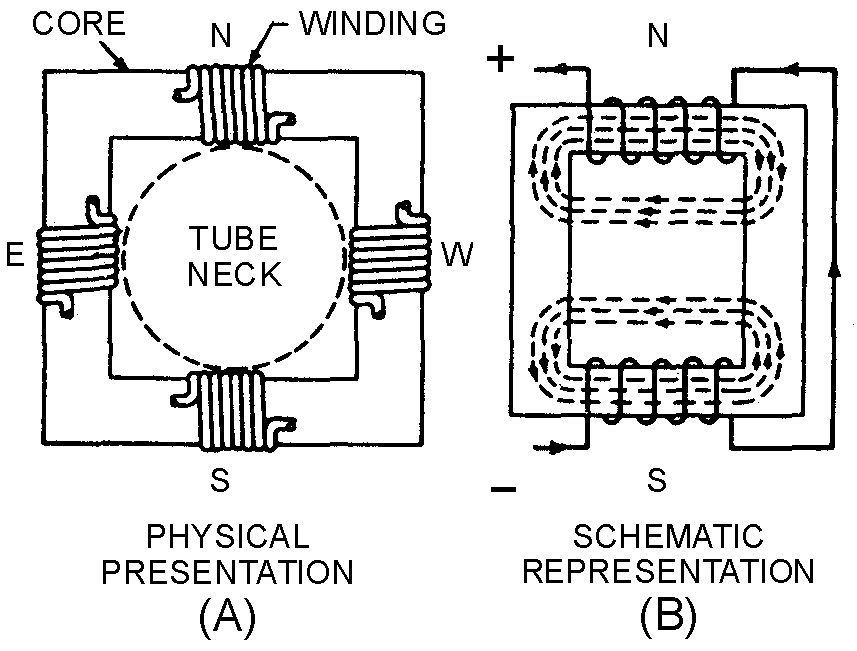 CORE
N
WINDING
E
TUBE
NECK
W
S
PHYSICAL
PRESENTATION
(A)
N
+
–
S
SCHEMATIC
REPRESENTATION
(B)